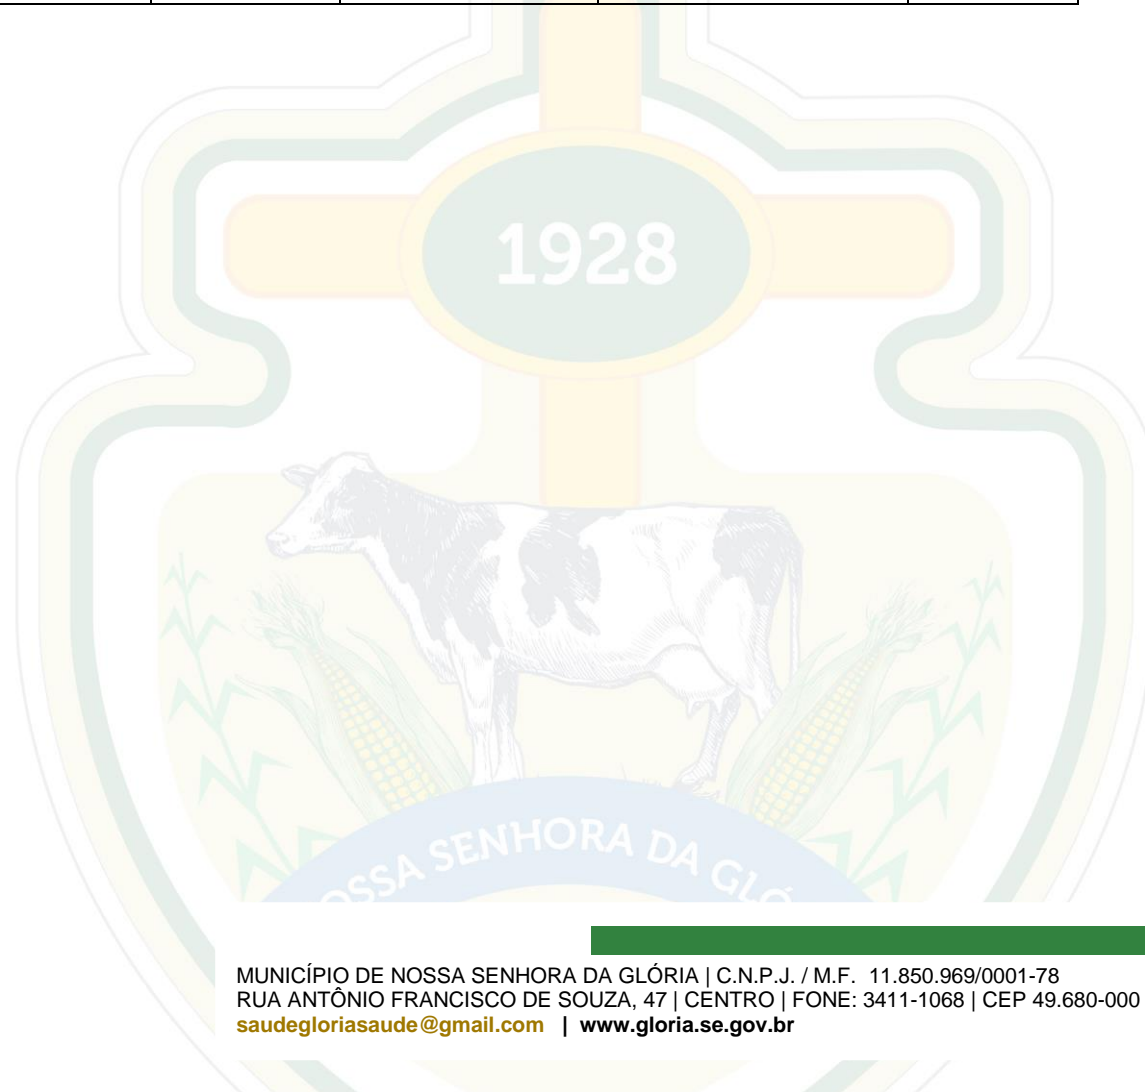 1928
NOSSA SENHORA DA GLÓ
MUNICÍPIO DE NOSSA SENHORA DA GLÓRIA | C.N.P.J. / M.F. 11.850.969/0001-78
RUA ANTÔNIO FRANCISCO DE SOUZA, 47 | CENTRO | FONE: 3411-1068 | CEP 49.680-000
saudegloriasaude@gmail.com | www.gloria.se.gov.br